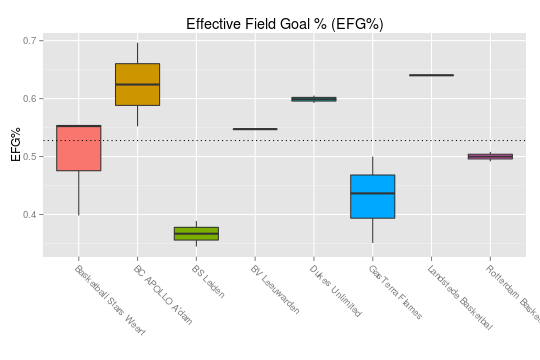 Effective Field Goal % (EFG%)
EFG%
0.7
0.6
0.5
0.4
Basketball Stars Weert
BC APOLLO A'dam
BS Leiden
BV Leeuwarden
Dukes Unlimited
GasTerra Flames
Landstede Basketbal
Rotterdam